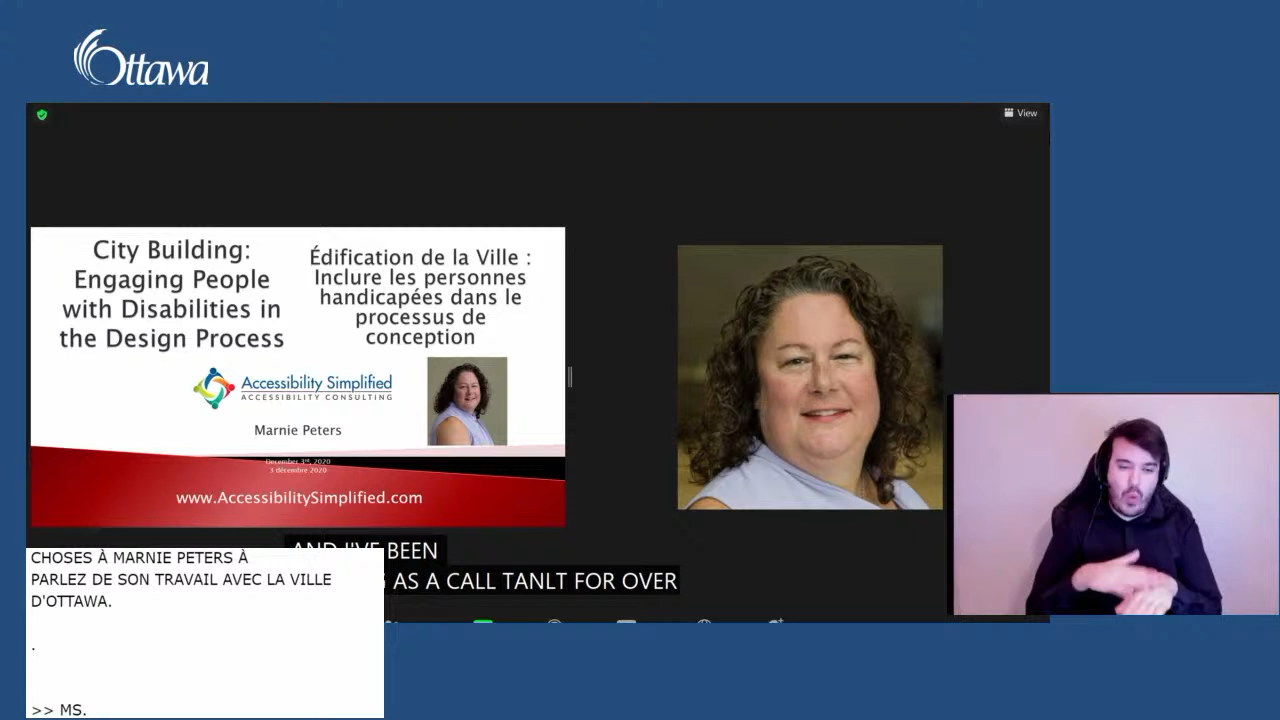 Ottawa
View
City Building:
Engaging People
with Disabilities in
the Design Process
Édification de la Ville :
Inclure les personnes
handicapées dans le
processus de
conception
Accessibility Simplified
ACCESSIBILITY CONSULTING
Marnie Peters
December 3rd, 2020
3 décembre 2020
www.AccessibilitySimplified.com
AND I'VE BEEN
AS A CALL TANLT FOR OVER
CHOSES À MARNIE PETERS À
PARLEZ DE SON TRAVAIL AVEC LA VILLE
D'OTTAWA.
.
>> MS.